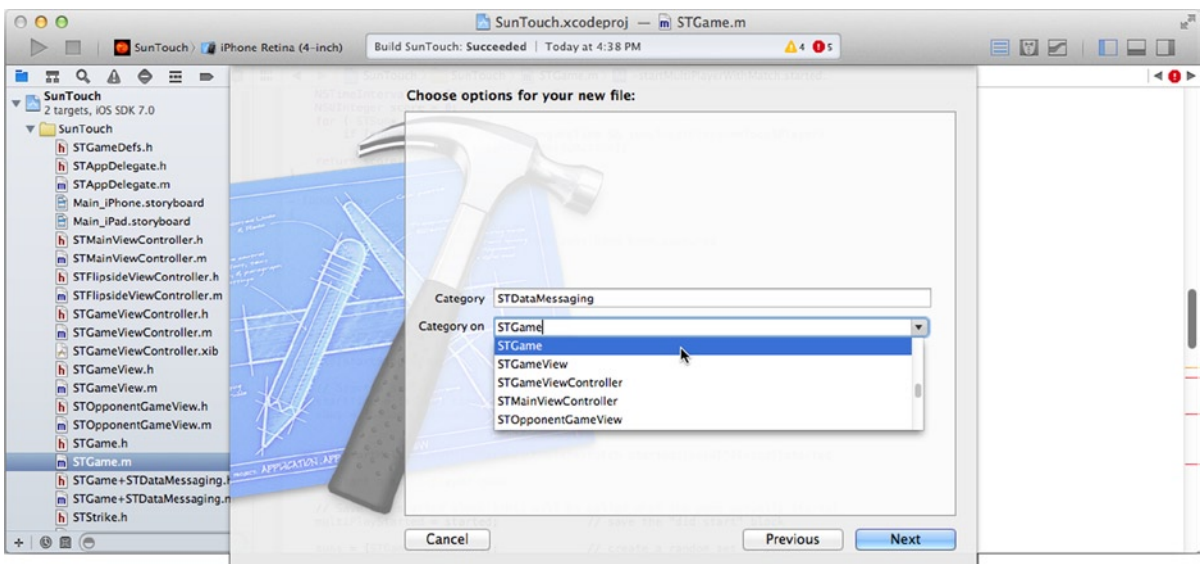 SunTouch.xcodeproj — STGame.m
SunTouch iPhone Retina (4-inch)
Build SunTouch: Succeeded | Today at 4:38 PM
4 5
SunTouch
2 targets, iOS SDK 7.0
SunTouch
STGameDefs.h
STAppDelegate.h
STAppDelegate.m
Main_iPhone.storyboard
Main_iPad.storyboard
STMainViewController.h
STMainViewController.m
STFlipsideViewController.h
STFlipsideViewController.m
STGameViewController.h
STGameViewController.m
STGameViewController.xib
STGameView.h
STGameView.m
STOpponentGameView.h
STOpponentGameView.m
STGame.h
STGame.m
STGame+STDataMessaging.h
STGame+STDataMessaging.m
STStrike.h
Choose options for your new file:
Category STDataMessaging
Category on STGame
STGame
STGameView
STGameViewController
STMainViewController
STOpponentGameView
Cancel Previous Next